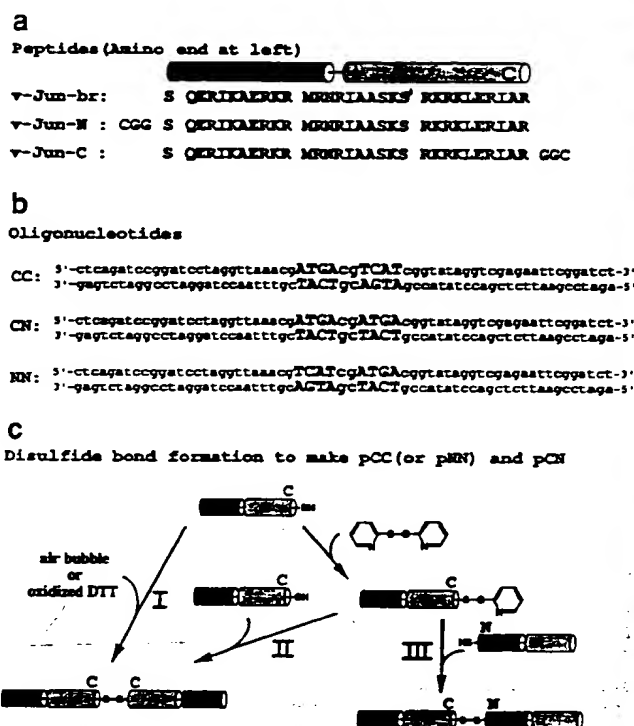 a
Peptides(Amino end at left)
C
v-Jun-br: S QERIKAERKR MRNRIAASKS RKRKLERIAR
v-Jun-N : CGG S QERIKAERKR MRNRIAASKS RKRKLERIAR
v-Jun-C : S QERIKAERKR MRNRIAASKS RKRKLERIAR GGC
b
Oligonucleotides
CC: 5'-ctcagatccggatcctaggttaaacgATGAcgTCATcggtataggtcgagaattcggatct-3'
3'-gagtctaggcctaggatccaatttgcTACTgcAGTAgccatatccagctcttaagcctaga-5'
CN: 5'-ctcagatccggatcctaggttaaacgATGAcgATGAcggtataggtcgagaattcggatct-3'
3'-gagtctaggcctaggatccaatttgcTACTgcTACTgccatatccagctcttaagcctaga-5'
NN: 5'-ctcagatccggatcctaggttaaacgTCATcgATGAcggtataggtcgagaattcggatct-3'
3'-gagtctaggcctaggatccaatttgcAGTAgcTACTgccatatccagctcttaagcctaga-5'
c
Disulfide bond formation to make pCC(or pNN) and pCN
C
air bubble
or
oxidized DTT
I
C
C
II
III
N
C C
C N